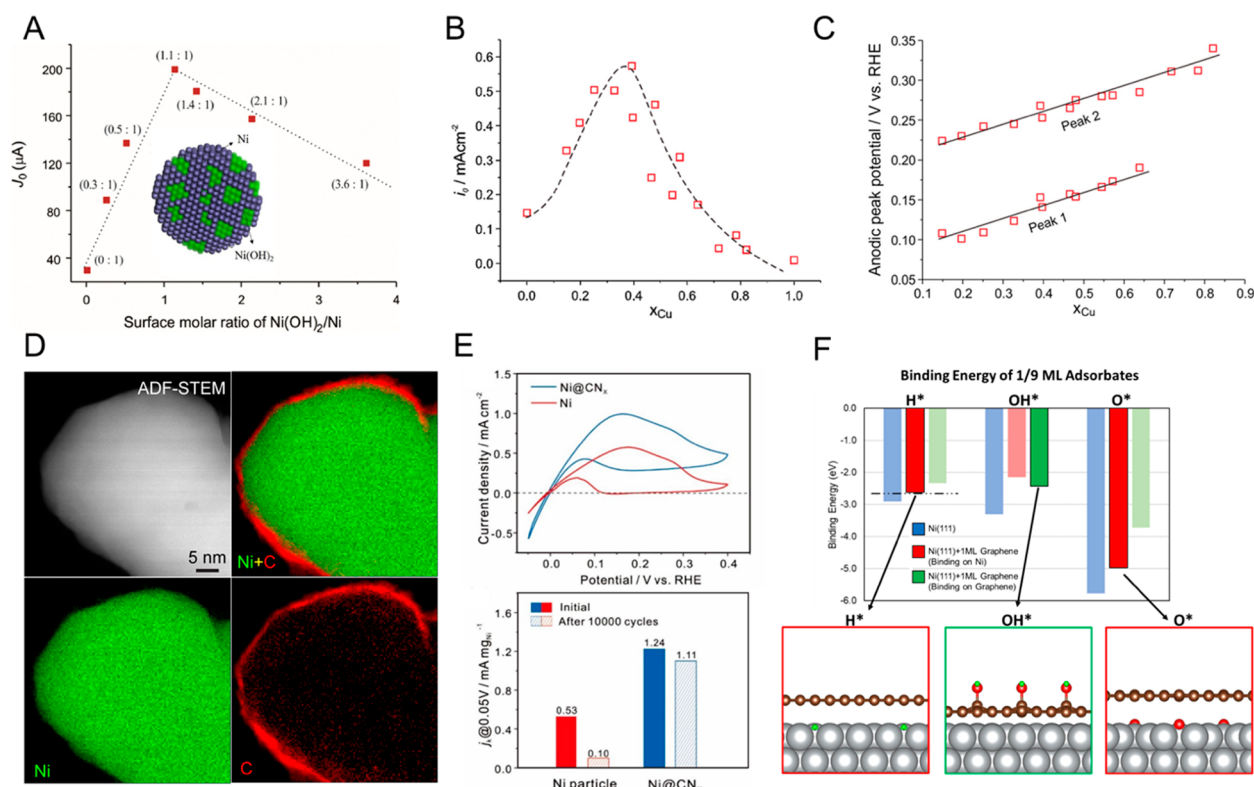 A
200
160
120
80
40
J₀ (µA)
(1.1 : 1)
(1.4 : 1)
(2.1 : 1)
(0.5 : 1)
(0.3 : 1)
(3.6 : 1)
(0 : 1)
Ni
Ni(OH)₂
0 1 2 3 4
Surface molar ratio of Ni(OH)₂/Ni
B
0.6
0.5
0.4
0.3
0.2
0.1
0.0
i₀ / mAcm⁻²
0.0 0.2 0.4 0.6 0.8 1.0
x_Cu
C
0.35
0.30
0.25
0.20
0.15
0.10
0.05
Anodic peak potential / V vs. RHE
Peak 2
Peak 1
0.1 0.2 0.3 0.4 0.5 0.6 0.7 0.8 0.9
x_Cu
D
ADF-STEM
5 nm
Ni+C
Ni
C
E
1.5
1.0
0.5
0.0
-0.5
Current density / mA cm⁻²
Ni@CNₓ
Ni
0.0 0.1 0.2 0.3 0.4
Potential / V vs. RHE
1.6
1.2
0.8
0.4
0.0
jₖ@0.05V / mA mg_Ni⁻¹
Initial
After 10000 cycles
0.53
0.10
1.24
1.11
Ni particle Ni@CNₓ
F
Binding Energy of 1/9 ML Adsorbates
H* OH* O*
0.0
-1.0
-2.0
-3.0
-4.0
-5.0
-6.0
Binding Energy (eV)
Ni(111)
Ni(111)+1ML Graphene
(Binding on Ni)
Ni(111)+1ML Graphene
(Binding on Graphene)
H* OH* O*